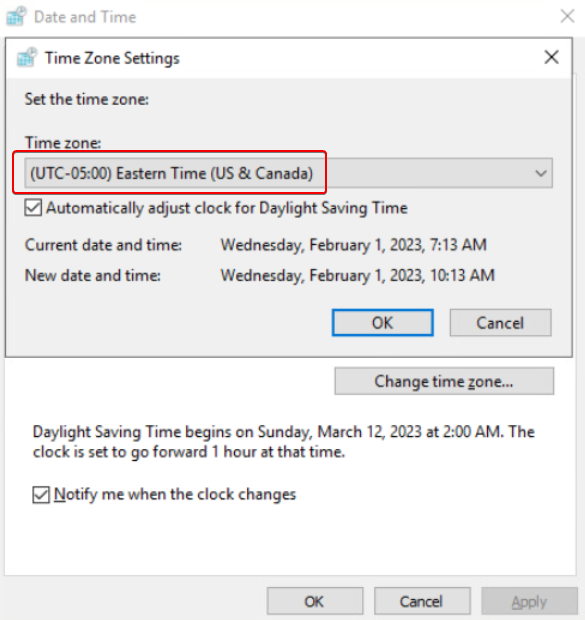 Date and Time
Time Zone Settings
Set the time zone:
Time zone:
(UTC-05:00) Eastern Time (US & Canada)
Automatically adjust clock for Daylight Saving Time
Current date and time: Wednesday, February 1, 2023, 7:13 AM
New date and time: Wednesday, February 1, 2023, 10:13 AM
OK Cancel
Change time zone...
Daylight Saving Time begins on Sunday, March 12, 2023 at 2:00 AM. The
clock is set to go forward 1 hour at that time.
Notify me when the clock changes
OK Cancel Apply